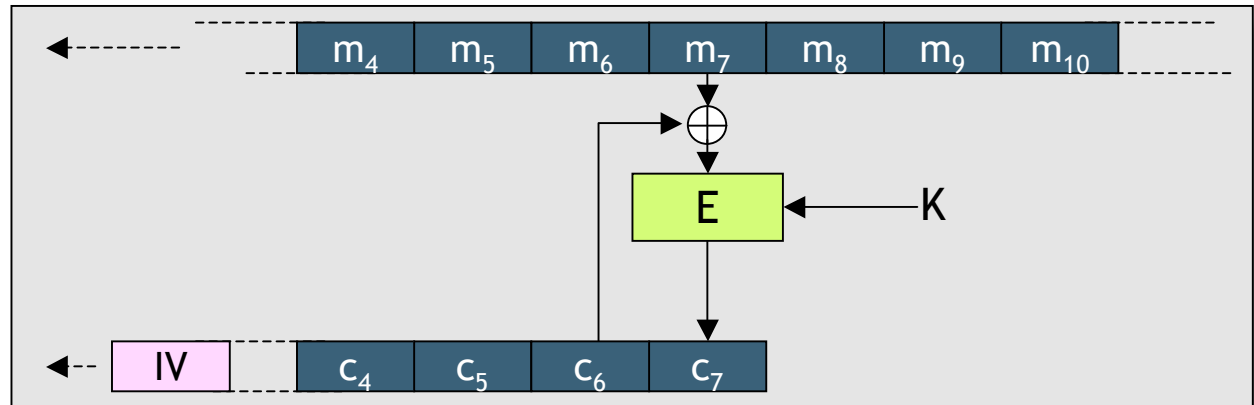 m₄ m₅ m₆ m₇ m₈ m₉ m₁₀
E K
IV c₄ c₅ c₆ c₇